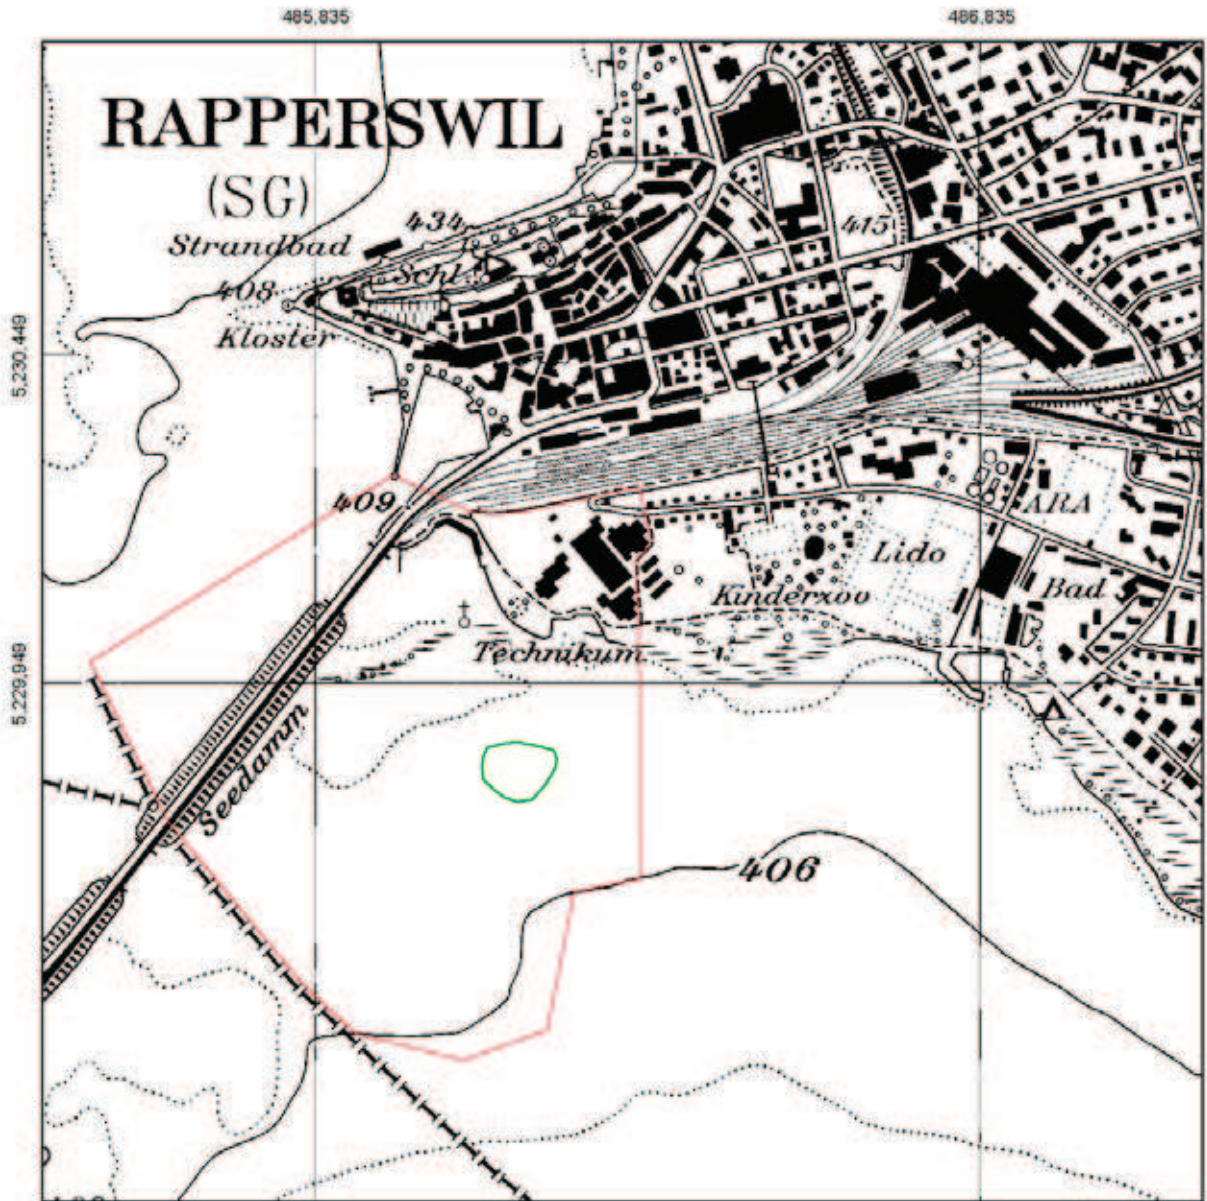 485,835
486,835
RAPPERSWIL
(SG)
434
415
Strandbad
Schl.
408
Kloster
5,230,449
409
ARA
Lido
Kinderzoo
Bad
Technikum
5,229,949
Seedamm
406